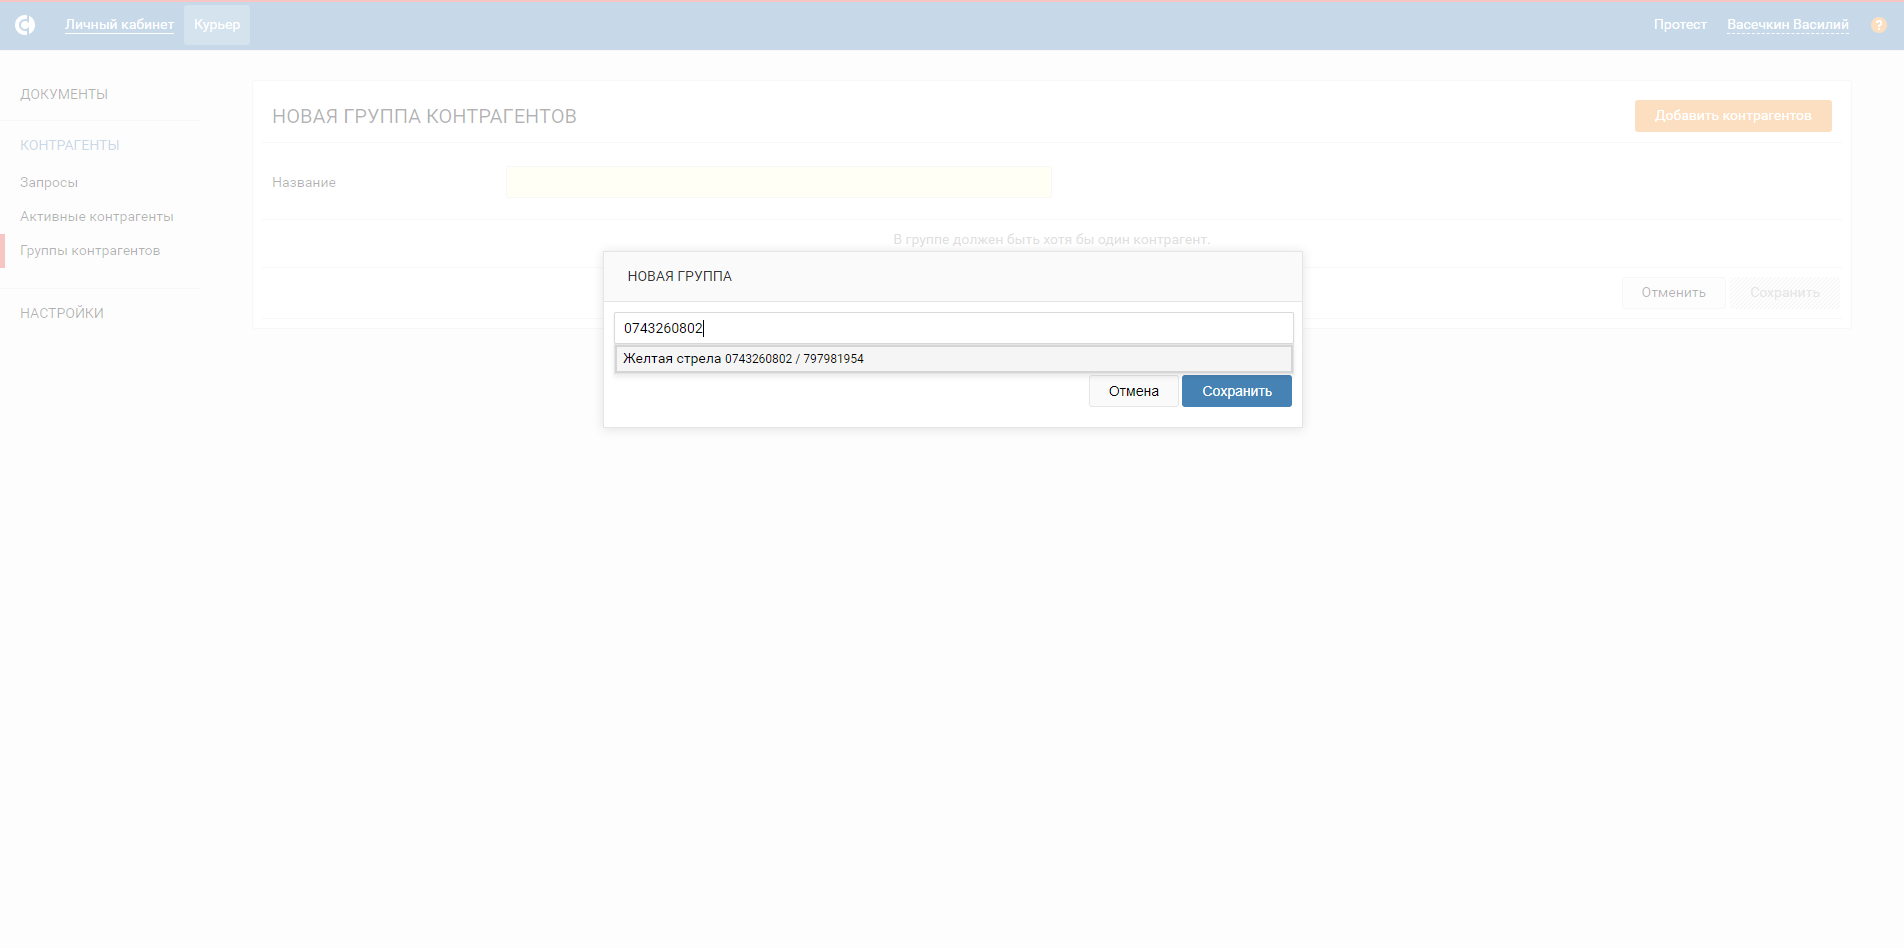 Личный кабинет Курьер Протест Васечкин Василий ?
ДОКУМЕНТЫ
КОНТРАГЕНТЫ
Запросы
Активные контрагенты
Группы контрагентов
НАСТРОЙКИ
НОВАЯ ГРУППА КОНТРАГЕНТОВ Добавить контрагентов
Название
В группе должен быть хотя бы один контрагент.
Отменить Сохранить
НОВАЯ ГРУППА
0743260802
Желтая стрела 0743260802 / 797981954
Отмена Сохранить